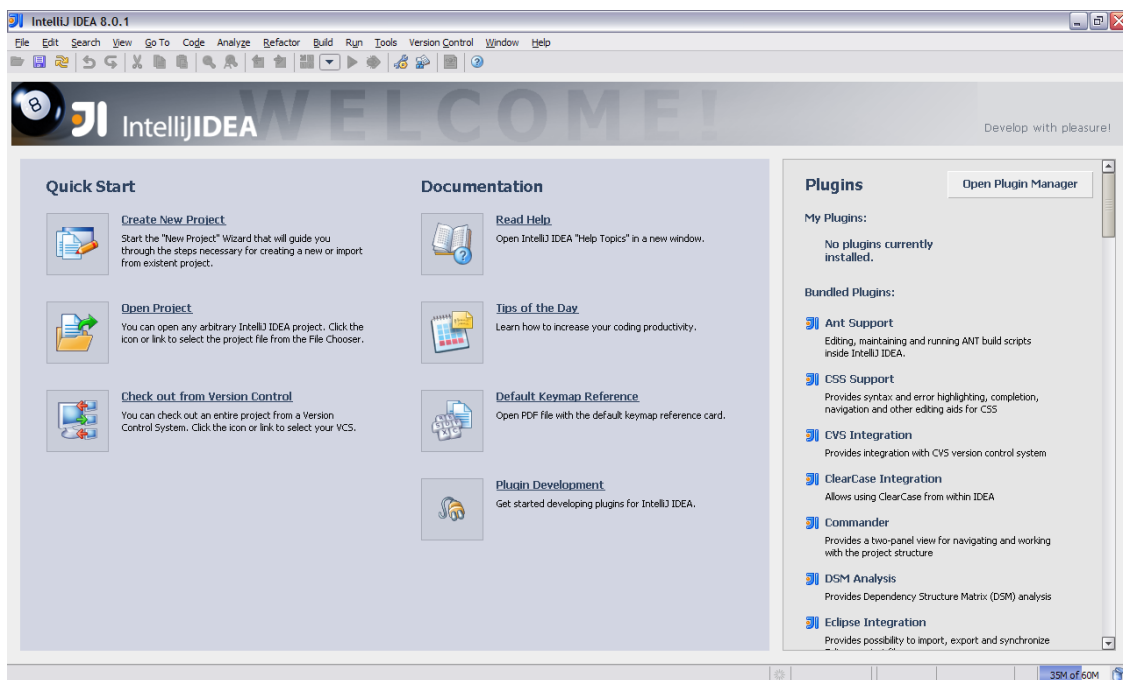 IntelliJ IDEA 8.0.1
File Edit Search View Go To Code Analyze Refactor Build Run Tools Version Control Window Help
8
IntelliJIDEA
WELCOME!
Develop with pleasure!
Quick Start
Create New Project
Start the "New Project" Wizard that will guide you
through the steps necessary for creating a new or import
from existent project.
Open Project
You can open any arbitrary IntelliJ IDEA project. Click the
icon or link to select the project file from the File Chooser.
Check out from Version Control
You can check out an entire project from a Version
Control System. Click the icon or link to select your VCS.
Documentation
Read Help
Open IntelliJ IDEA "Help Topics" in a new window.
Tips of the Day
Learn how to increase your coding productivity.
Default Keymap Reference
Open PDF file with the default keymap reference card.
Plugin Development
Get started developing plugins for IntelliJ IDEA.
Plugins
Open Plugin Manager
My Plugins:
No plugins currently
installed.
Bundled Plugins:
Ant Support
Editing, maintaining and running ANT build scripts
inside IntelliJ IDEA.
CSS Support
Provides syntax and error highlighting, completion,
navigation and other editing aids for CSS
CVS Integration
Provides integration with CVS version control system
ClearCase Integration
Allows using ClearCase from within IDEA
Commander
Provides a two-panel view for navigating and working
with the project structure
DSM Analysis
Provides Dependency Structure Matrix (DSM) analysis
Eclipse Integration
Provides possibility to import, export and synchronize
35M of 60M